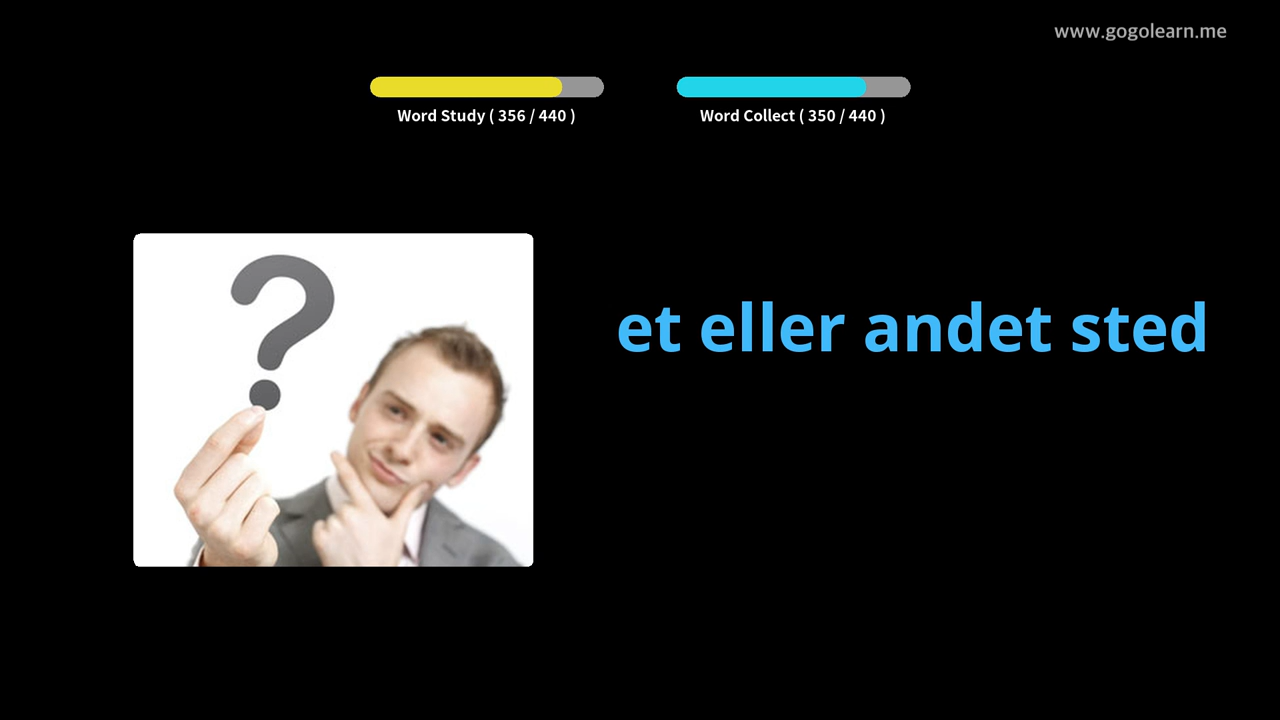 www.gogolearn.me
Word Study ( 356 / 440 )
Word Collect ( 350 / 440 )
?
et eller andet sted